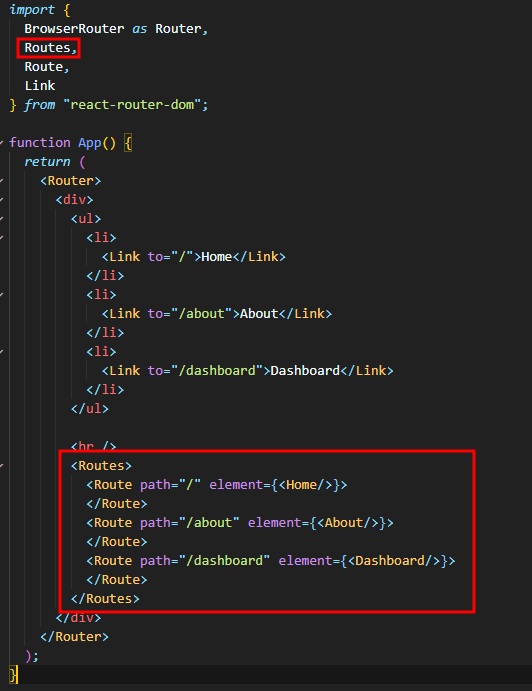 import {
  BrowserRouter as Router,
  Routes,
  Route,
  Link
} from "react-router-dom";

function App() {
  return (
    <Router>
      <div>
        <ul>
          <li>
            <Link to="/">Home</Link>
          </li>
          <li>
            <Link to="/about">About</Link>
          </li>
          <li>
            <Link to="/dashboard">Dashboard</Link>
          </li>
        </ul>

        <hr />
        <Routes>
          <Route path="/" element={<Home/>}>
          </Route>
          <Route path="/about" element={<About/>}>
          </Route>
          <Route path="/dashboard" element={<Dashboard/>}>
          </Route>
        </Routes>
      </div>
    </Router>
  );
}